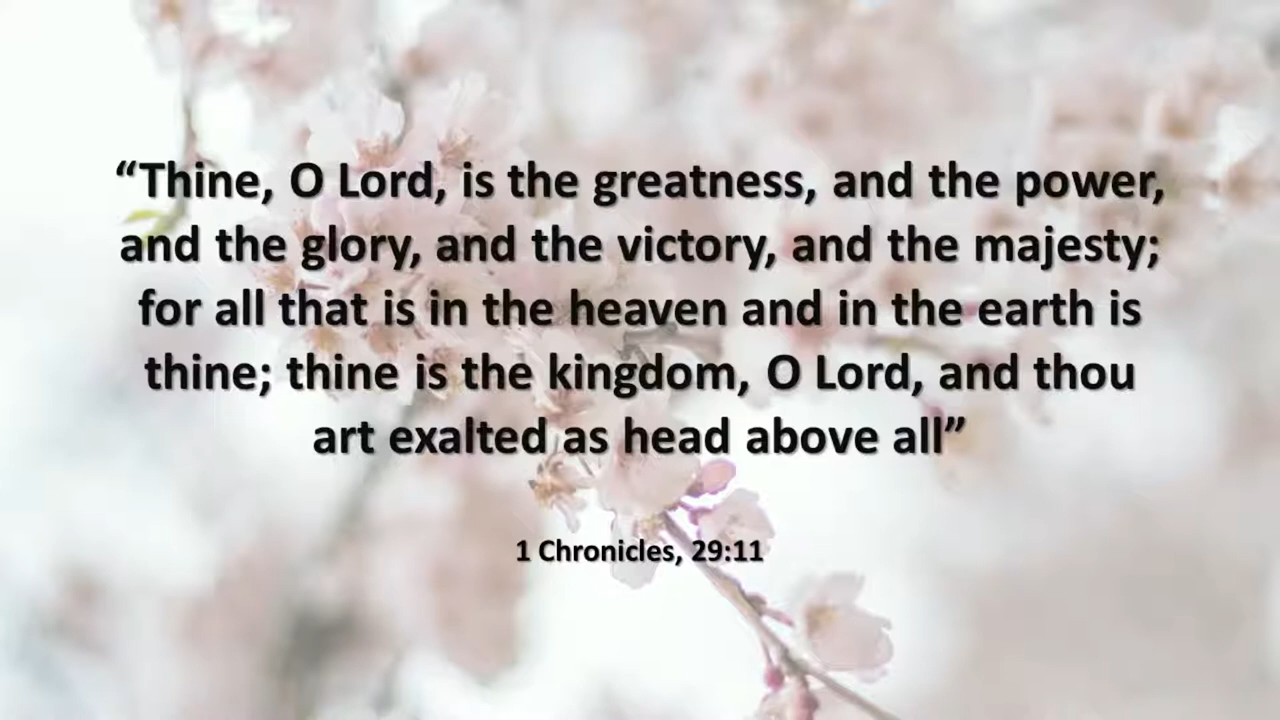 “Thine, O Lord, is the greatness, and the power,
and the glory, and the victory, and the majesty;
for all that is in the heaven and in the earth is
thine; thine is the kingdom, O Lord, and thou
art exalted as head above all”
1 Chronicles, 29:11